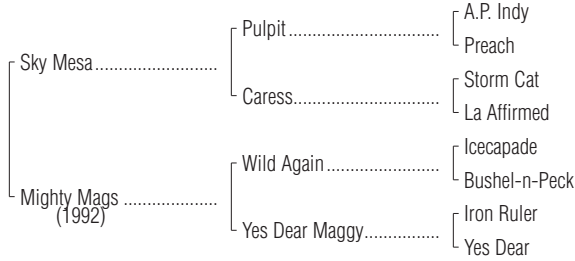 A.P. Indy
Pulpit
Preach
Sky Mesa
Storm Cat
Caress
La Affirmed
Icecapade
Wild Again
Bushel-n-Peck
Mighty Mags
(1992)
Iron Ruler
Yes Dear Maggy
Yes Dear